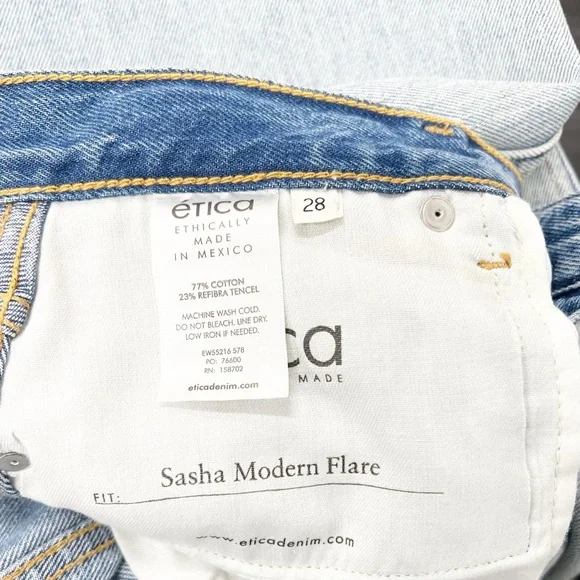 éTICA
ETHICALLY
MADE
IN MEXICO
77% COTTON
23% REFIBRA TENCEL
MACHINE WASH COLD.
DO NOT BLEACH. LINE DRY.
LOW IRON IF NEEDED.
EW55216 578
PO: 76600
RN: 158702
eticadenim.com
28
ca
MADE
Sasha Modern Flare
FIT:
www.eticadenim.com